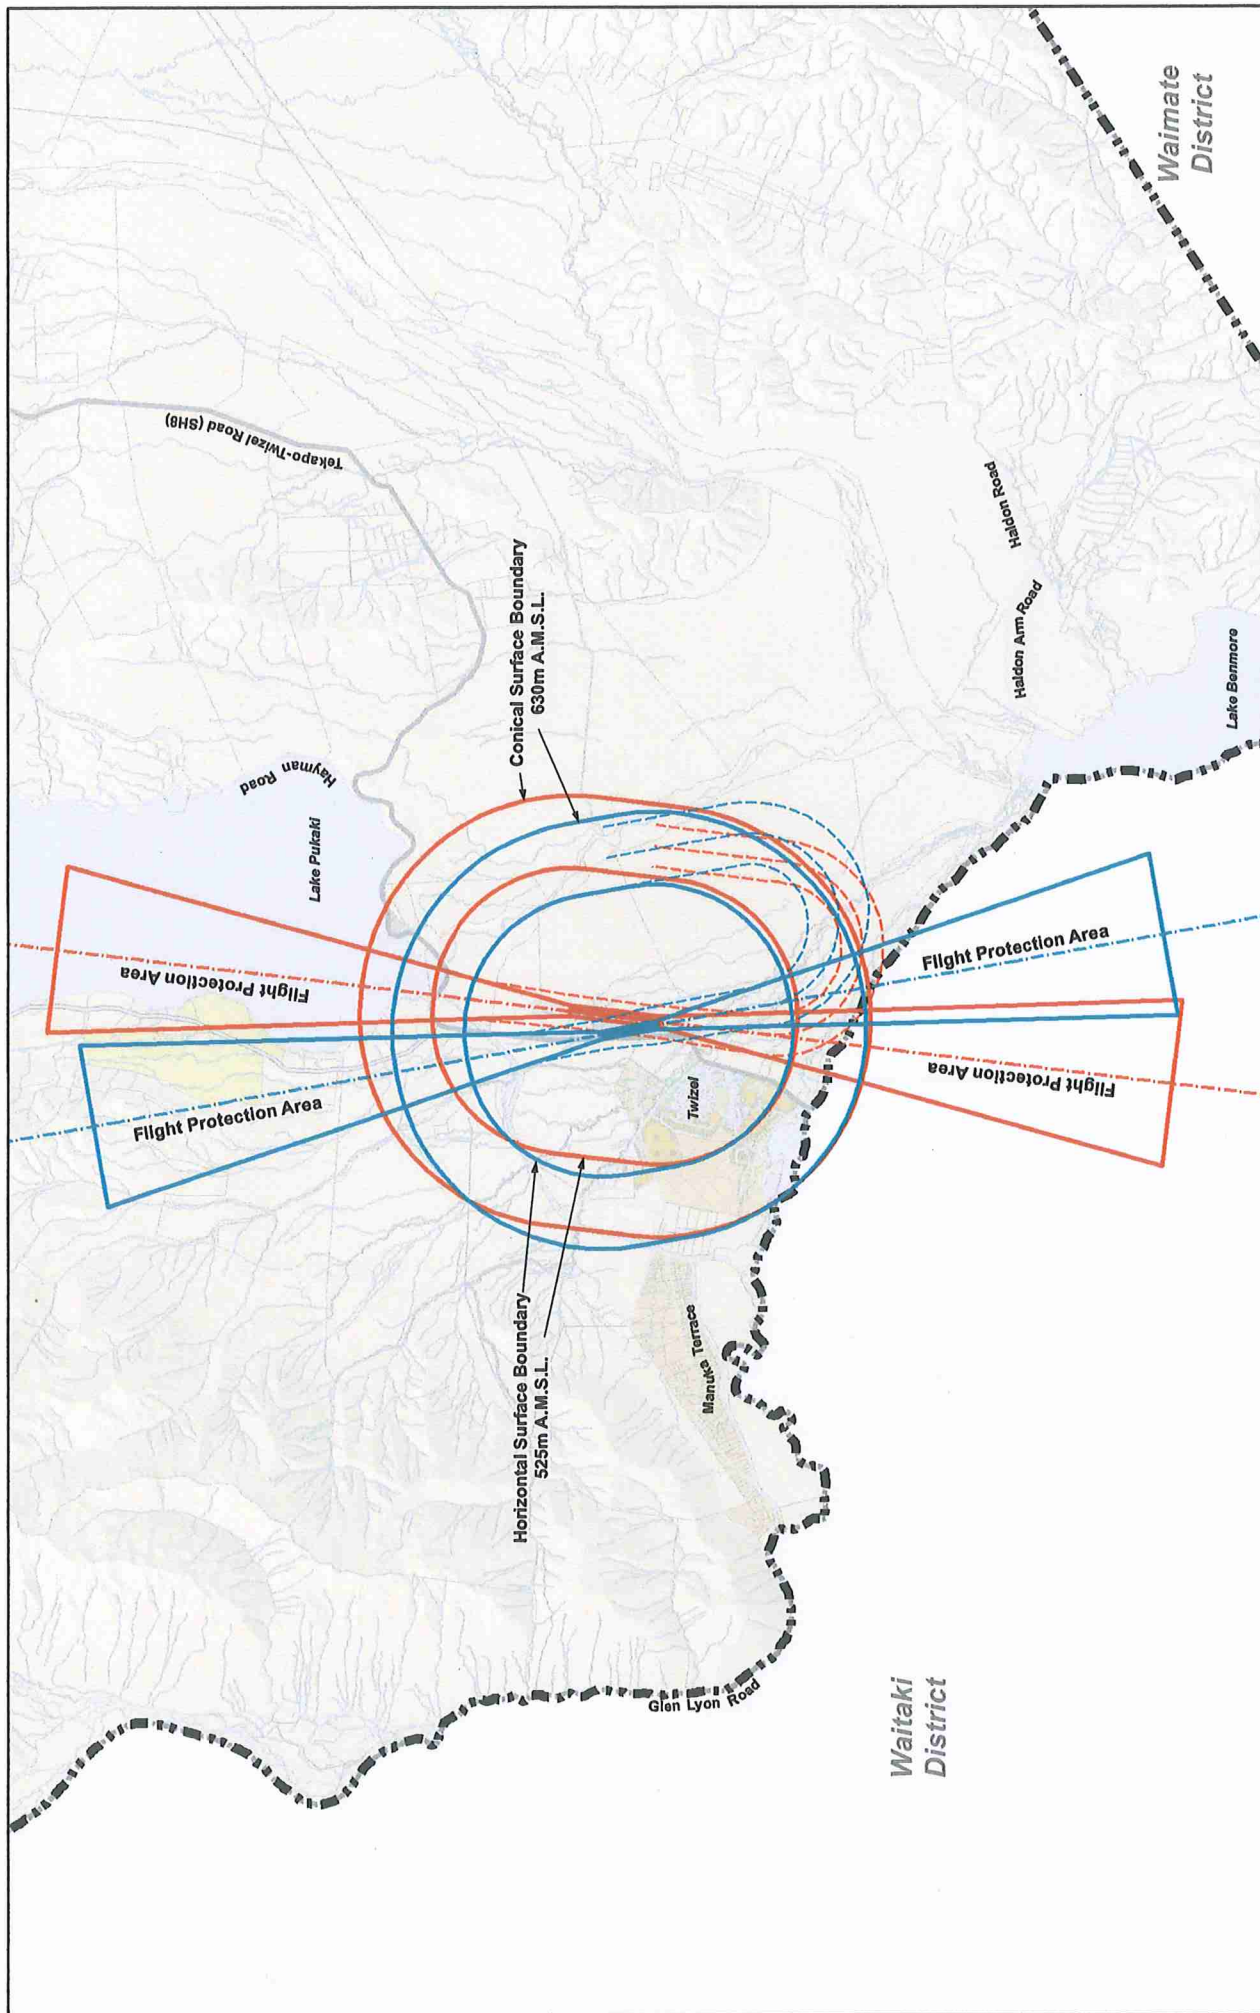 Waimate
District
Tekapo-Twizel Road (SH8)
Conical Surface Boundary
630m A.M.S.L.
Hayman Road
Lake Pukaki
Haldon Road
Haldon Arm Road
Lake Benmore
Flight Protection Area
Flight Protection Area
Flight Protection Area
Flight Protection Area
Twizel
Horizontal Surface Boundary
525m A.M.S.L.
Manuka Terrace
Glen Lyon Road
Waitaki
District